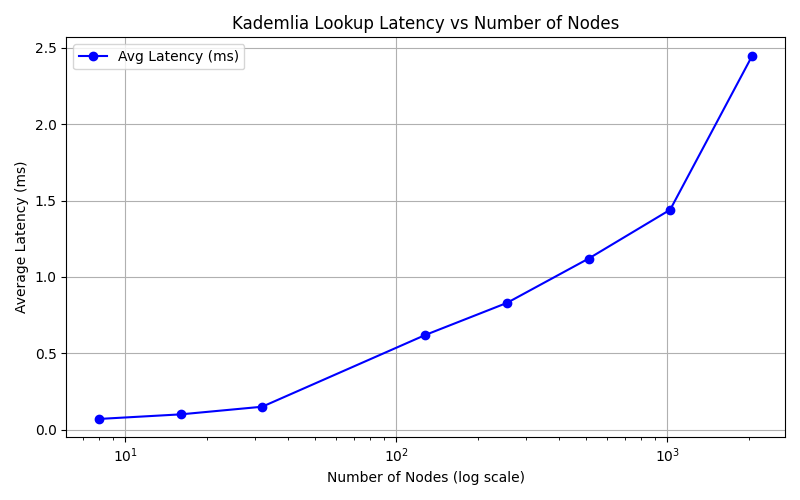 Kademlia Lookup Latency vs Number of Nodes
Avg Latency (ms)
2.5
2.0
1.5
1.0
0.5
0.0
Average Latency (ms)
10¹ 10² 10³
Number of Nodes (log scale)